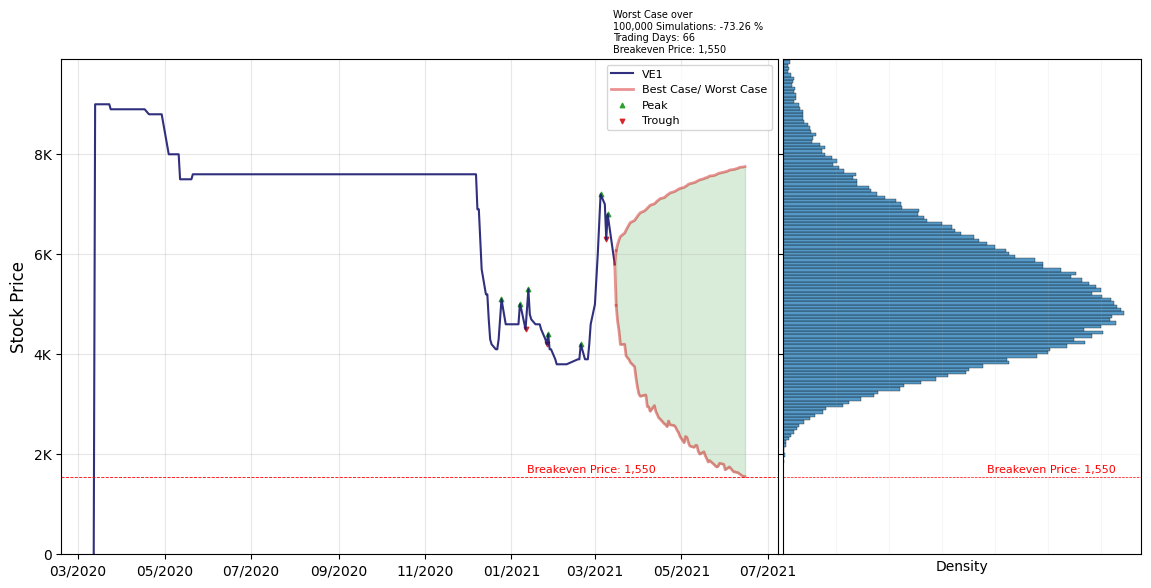 Worst Case over
100,000 Simulations: -73.26 %
Trading Days: 66
Breakeven Price: 1,550
VE1
Best Case/ Worst Case
Peak
Trough
Stock Price
8K
6K
4K
2K
0
Breakeven Price: 1,550
Breakeven Price: 1,550
03/2020
05/2020
07/2020
09/2020
11/2020
01/2021
03/2021
05/2021
07/2021
Density